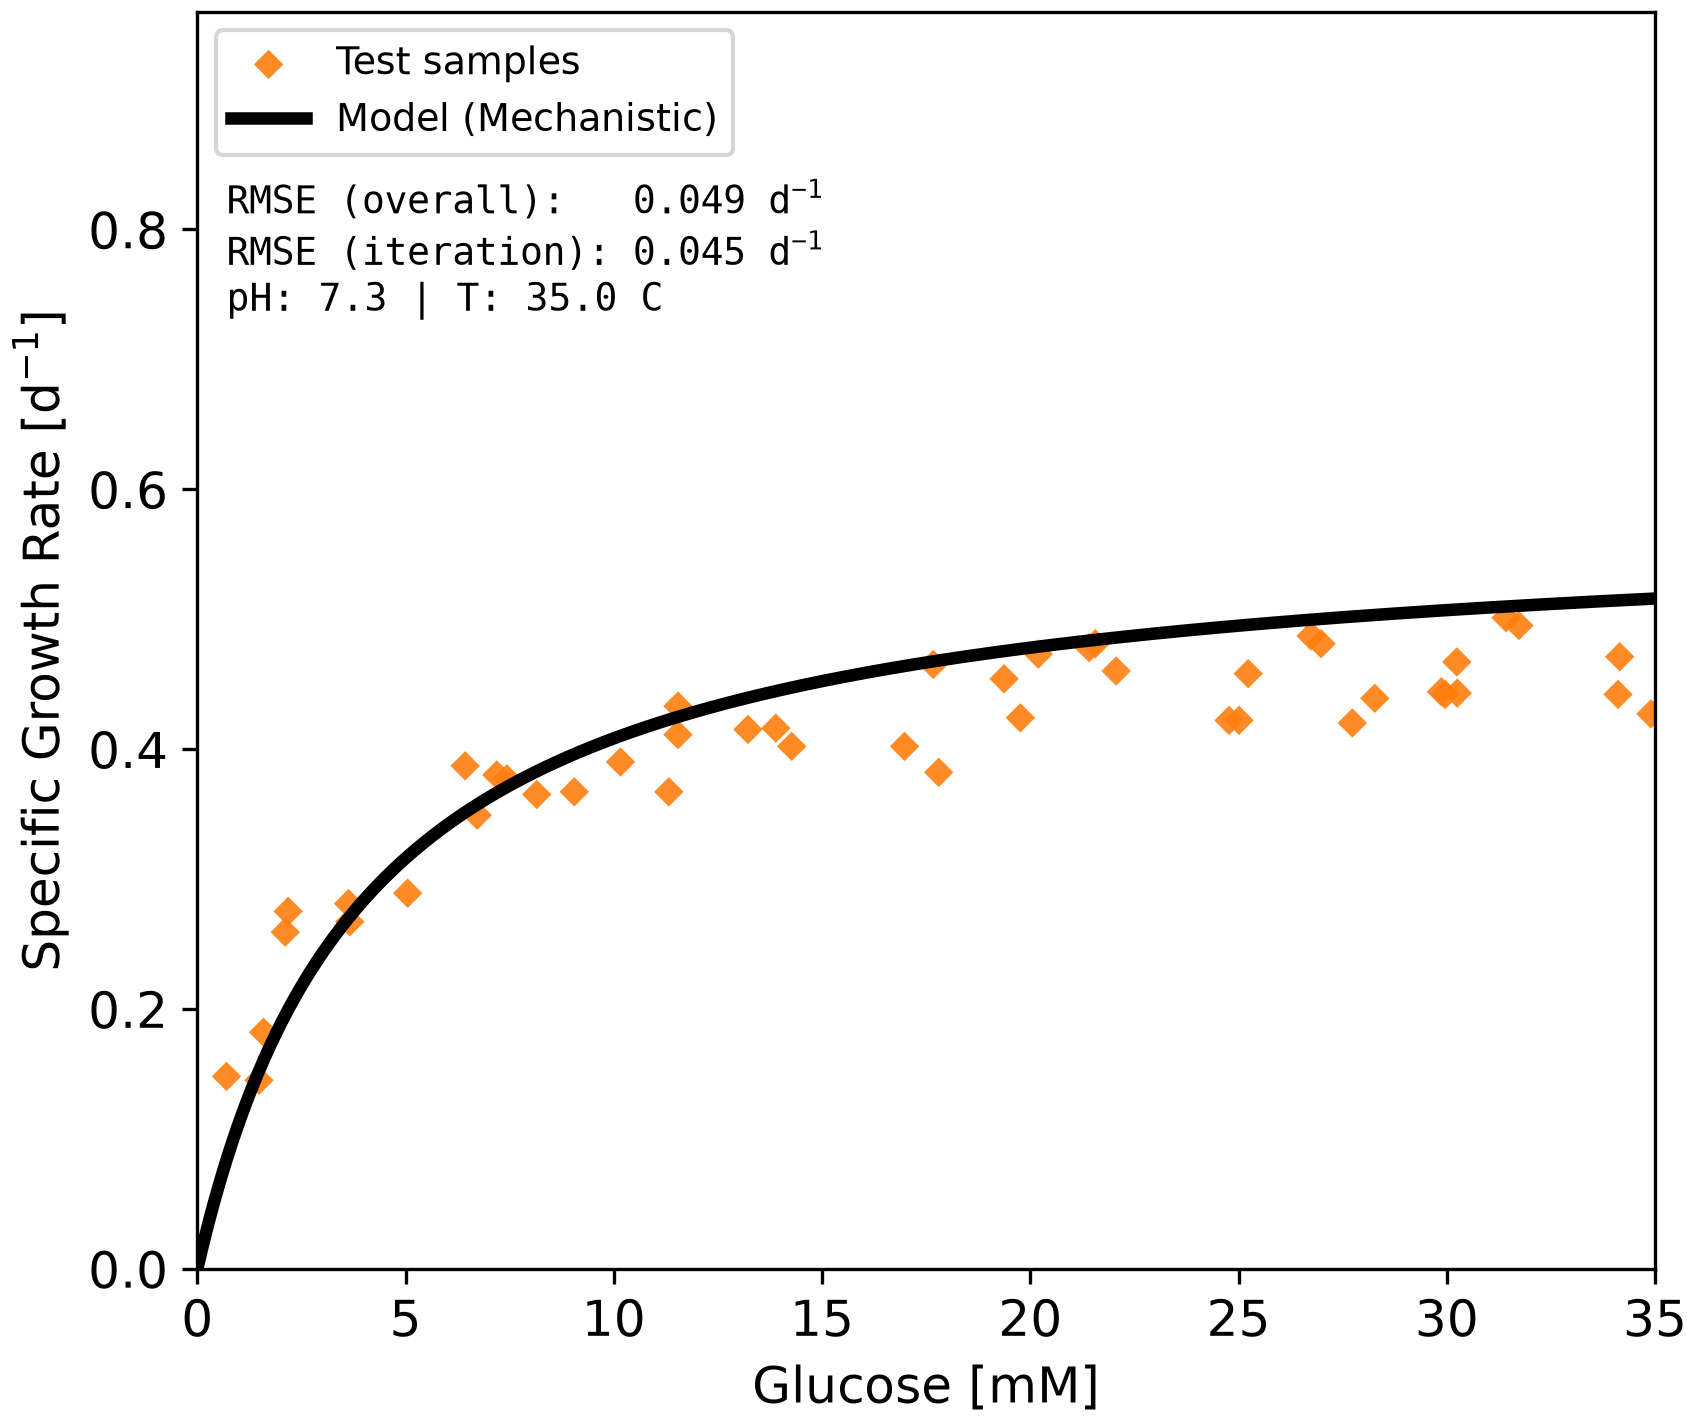 Test samples
Model (Mechanistic)
RMSE (overall): 0.049 d⁻¹
RMSE (iteration): 0.045 d⁻¹
pH: 7.3 | T: 35.0 C
Specific Growth Rate [d⁻¹]
0.8
0.6
0.4
0.2
0.0
0 5 10 15 20 25 30 35
Glucose [mM]